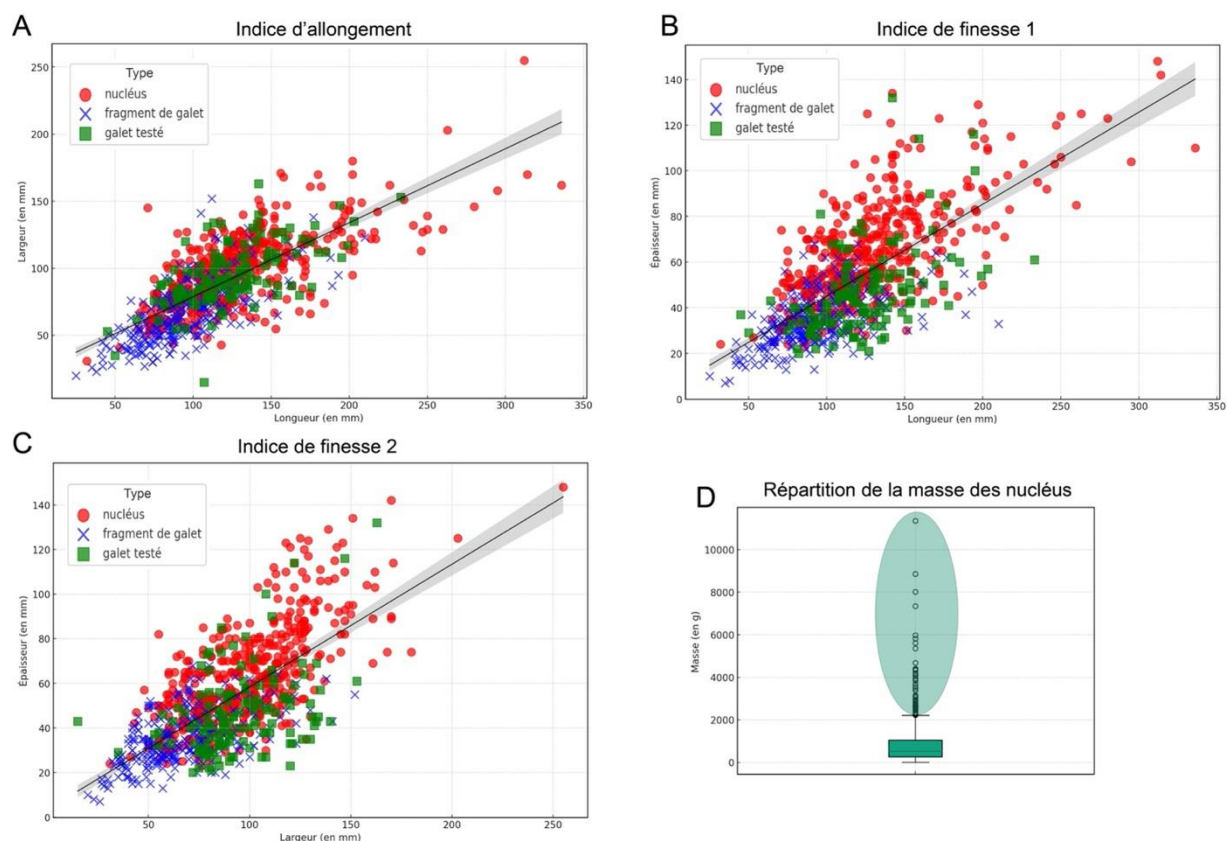 A
Indice d'allongement
250
200
150
100
50
Largeur (en mm)
Type
nucléus
fragment de galet
galet testé
50 100 150 200 250 300 350
Longueur (en mm)
B
Indice de finesse 1
140
120
100
80
60
40
20
0
Épaisseur (en mm)
Type
nucléus
fragment de galet
galet testé
50 100 150 200 250 300 350
Longueur (en mm)
C
Indice de finesse 2
140
120
100
80
60
40
20
0
Épaisseur (en mm)
Type
nucléus
fragment de galet
galet testé
50 100 150 200 250
Largeur (en mm)
D
Répartition de la masse des nucléus
10000
8000
6000
4000
2000
0
Masse (en g)